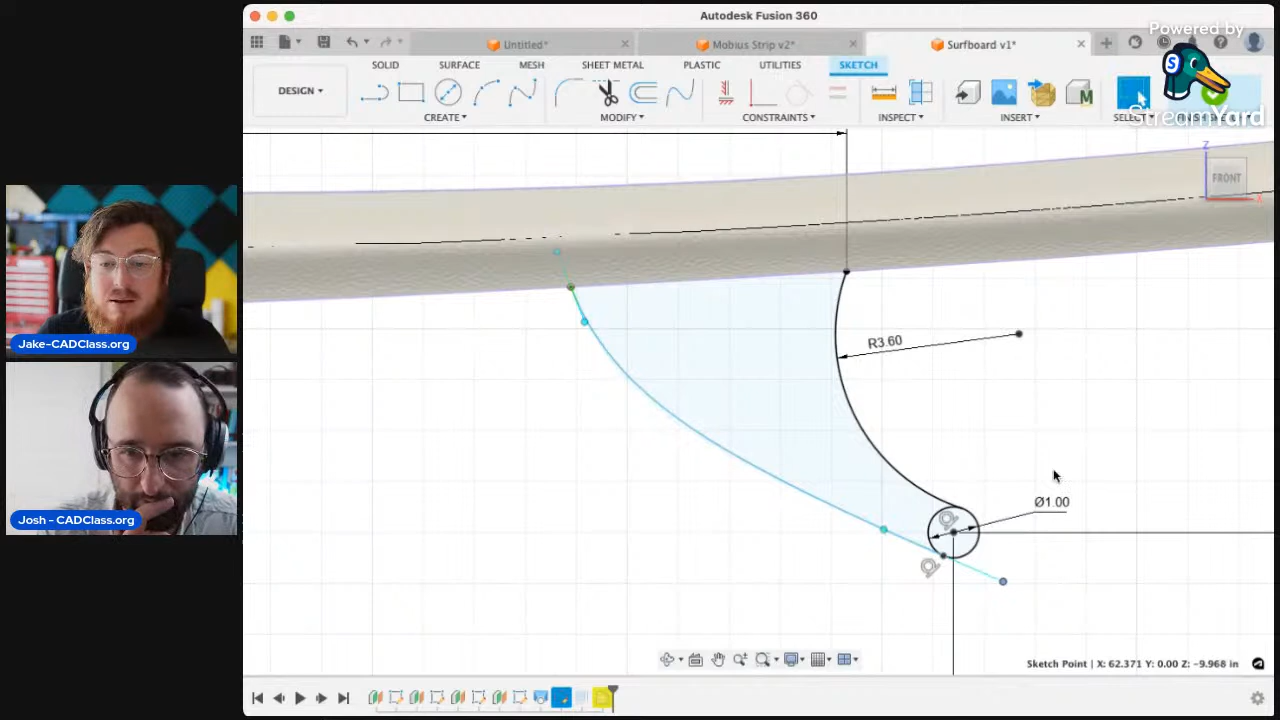 Autodesk Fusion 360
Powered by
StreamYard
Untitled*
Mobius Strip v2*
Surfboard v1*
DESIGN
SOLID
SURFACE
MESH
SHEET METAL
PLASTIC
UTILITIES
SKETCH
CREATE
MODIFY
CONSTRAINTS
INSPECT
INSERT
SELECT
Z
FRONT
X
R3.60
Ø1.00
Jake-CADClass.org
Josh - CADClass.org
Sketch Point | X: 62.371 Y: 0.00 Z: -9.968 in